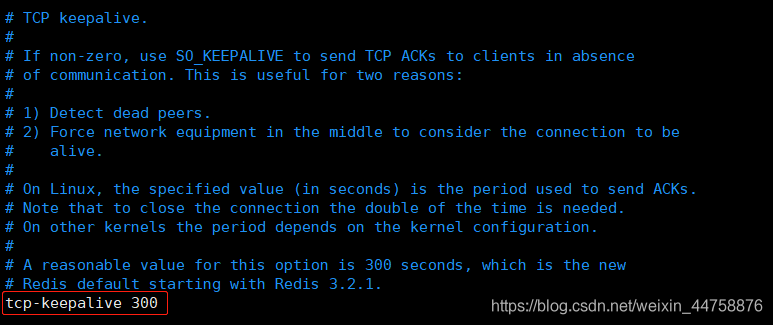 # TCP keepalive.
#
# If non-zero, use SO_KEEPALIVE to send TCP ACKs to clients in absence
# of communication. This is useful for two reasons:
#
# 1) Detect dead peers.
# 2) Force network equipment in the middle to consider the connection to be
#    alive.
#
# On Linux, the specified value (in seconds) is the period used to send ACKs.
# Note that to close the connection the double of the time is needed.
# On other kernels the period depends on the kernel configuration.
#
# A reasonable value for this option is 300 seconds, which is the new
# Redis default starting with Redis 3.2.1.
tcp-keepalive 300
https://blog.csdn.net/weixin_44758876